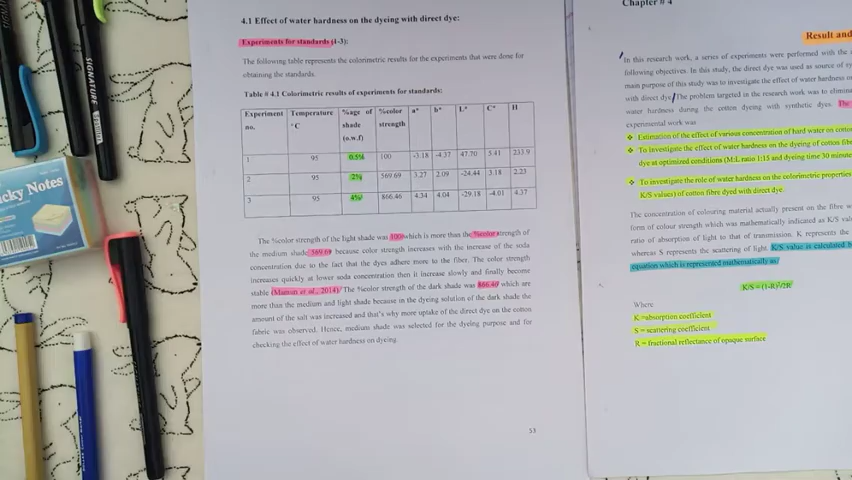 SIGNATURE
cky Notes
4.1 Effect of water hardness on the dyeing with direct dye:
Experiments for standards (1-3):
The following table represents the colorimetric results for the experiments that were done for
obtaining the standards.
Table # 4.1 Colorimetric results of experiments for standards:
Experiment no. Temperature °C %age of shade (o.w.f) %color strength a* b* L* C* H
1 95 0.5% 100 -3.18 -4.37 47.70 5.41 233.9
2 95 2% 569.69 3.27 2.09 -24.44 3.18 2.23
3 95 4% 866.46 4.34 4.04 -29.18 -4.01 4.37
The %color strength of the light shade was 100 which is more than the %color strength of
the medium shade 569.69 because color strength increases with the increase of the soda
concentration due to the fact that the dyes adhere more to the fiber. The color strength
increases quickly at lower soda concentration then it increase slowly and finally become
stable (et al., 2014). The %color strength of the dark shade was 866.46 which are
more than the medium and light shade because in the dyeing solution of the dark shade the
amount of the salt was increased and that's why more uptake of the direct dye on the cotton
fabric was observed. Hence, medium shade was selected for the dyeing purpose and for
checking the effect of water hardness on dyeing.
53
Chapter # 4
Result and
In this research work, a series of experiments were performed with the
following objectives. In this study, the direct dye was used as source of
main purpose of this study was to investigate the effect of water hardness
with direct dye. The problem targeted in the research work was to
water hardness during the cotton dyeing with synthetic dyes. The
experimental work was
❖ Estimation of the effect of various concentration of hard water on
❖ To investigate the effect of water hardness on the dyeing of cotton
dye at optimized conditions (M:L ratio 1:15 and dyeing time 30
❖ To investigate the role of water hardness on the colorimetric properties
K/S values) of cotton fibre dyed with direct dye.
The concentration of colouring material actually present on the fibre
form of colour strength which was mathematically indicated as K/S
ratio of absorption of light to that of transmission. K represents the
whereas S represents the scattering of light. K/S value is calculated
equation which is represented mathematically as
K/S = (1-R)²/2R
Where
K =absorption coefficient
S = scattering coefficient
R = fractional reflectance of opaque surface